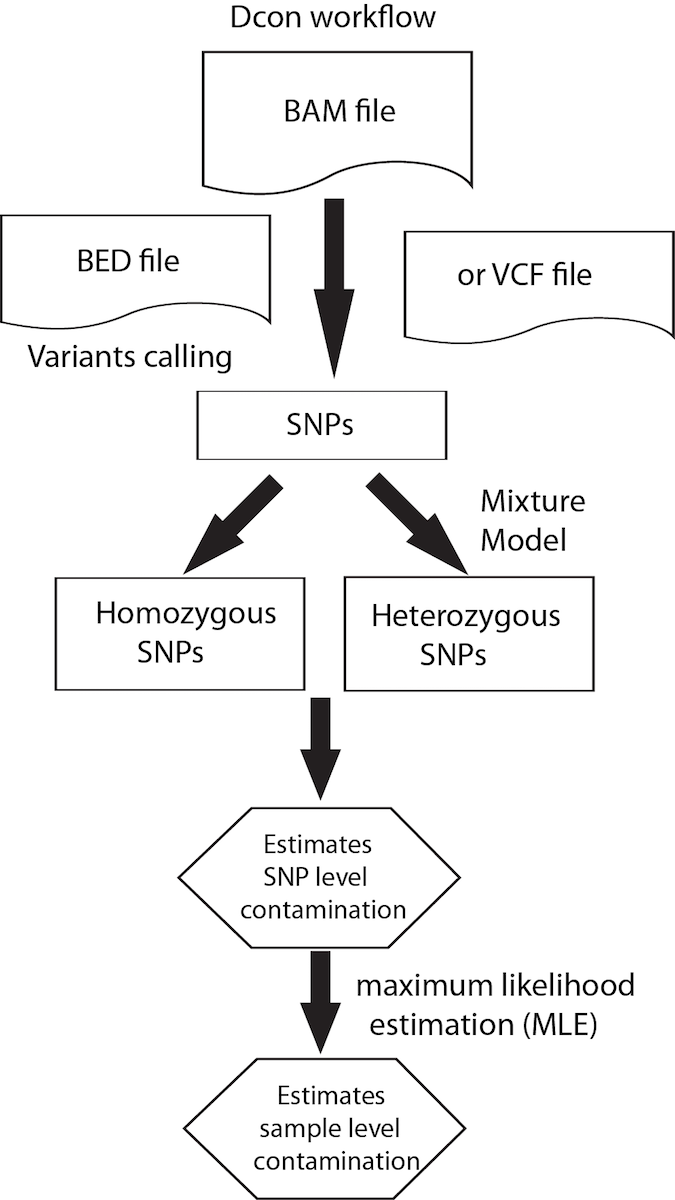 Dcon workflow
BAM file
BED file
or VCF file
Variants calling
SNPs
Mixture
Model
Homozygous
SNPs
Heterozygous
SNPs
Estimates
SNP level
contamination
maximum likelihood
estimation (MLE)
Estimates
sample level
contamination